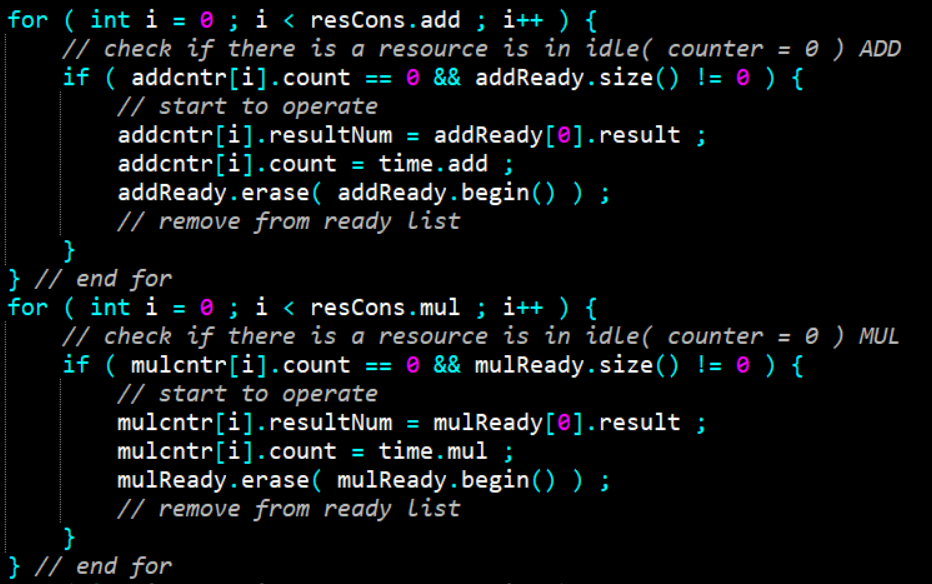 for ( int i = 0 ; i < resCons.add ; i++ ) {
    // check if there is a resource is in idle( counter = 0 ) ADD
    if ( addcntr[i].count == 0 && addReady.size() != 0 ) {
        // start to operate
        addcntr[i].resultNum = addReady[0].result ;
        addcntr[i].count = time.add ;
        addReady.erase( addReady.begin() ) ;
        // remove from ready list
    }
} // end for
for ( int i = 0 ; i < resCons.mul ; i++ ) {
    // check if there is a resource is in idle( counter = 0 ) MUL
    if ( mulcntr[i].count == 0 && mulReady.size() != 0 ) {
        // start to operate
        mulcntr[i].resultNum = mulReady[0].result ;
        mulcntr[i].count = time.mul ;
        mulReady.erase( mulReady.begin() ) ;
        // remove from ready list
    }
} // end for